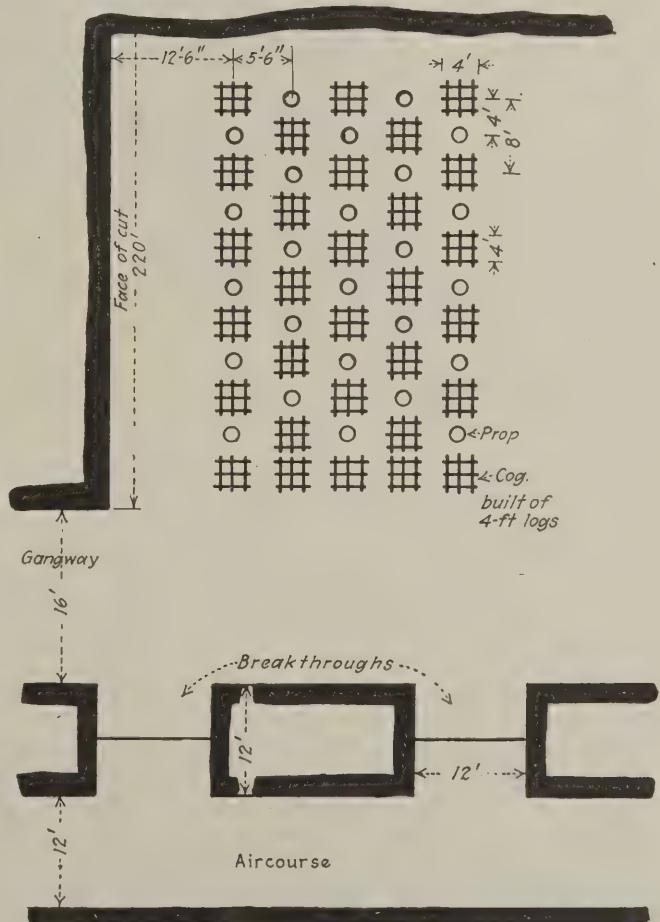 12'-6"
5'-6"
4'
4'
8'
Face of cut
220'
4'
Prop
Cog.
built of
4-ft logs
Gangway
16'
Breakthroughs
12'
12'
12'
Aircourse